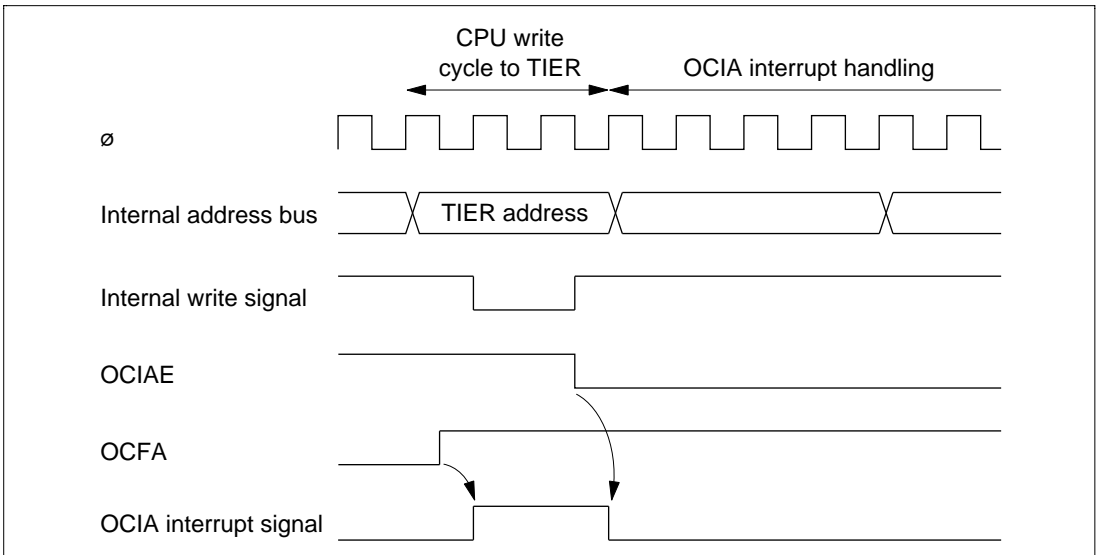 CPU write
cycle to TIER
OCIA interrupt handling
ø
Internal address bus
TIER address
Internal write signal
OCIAE
OCFA
OCIA interrupt signal